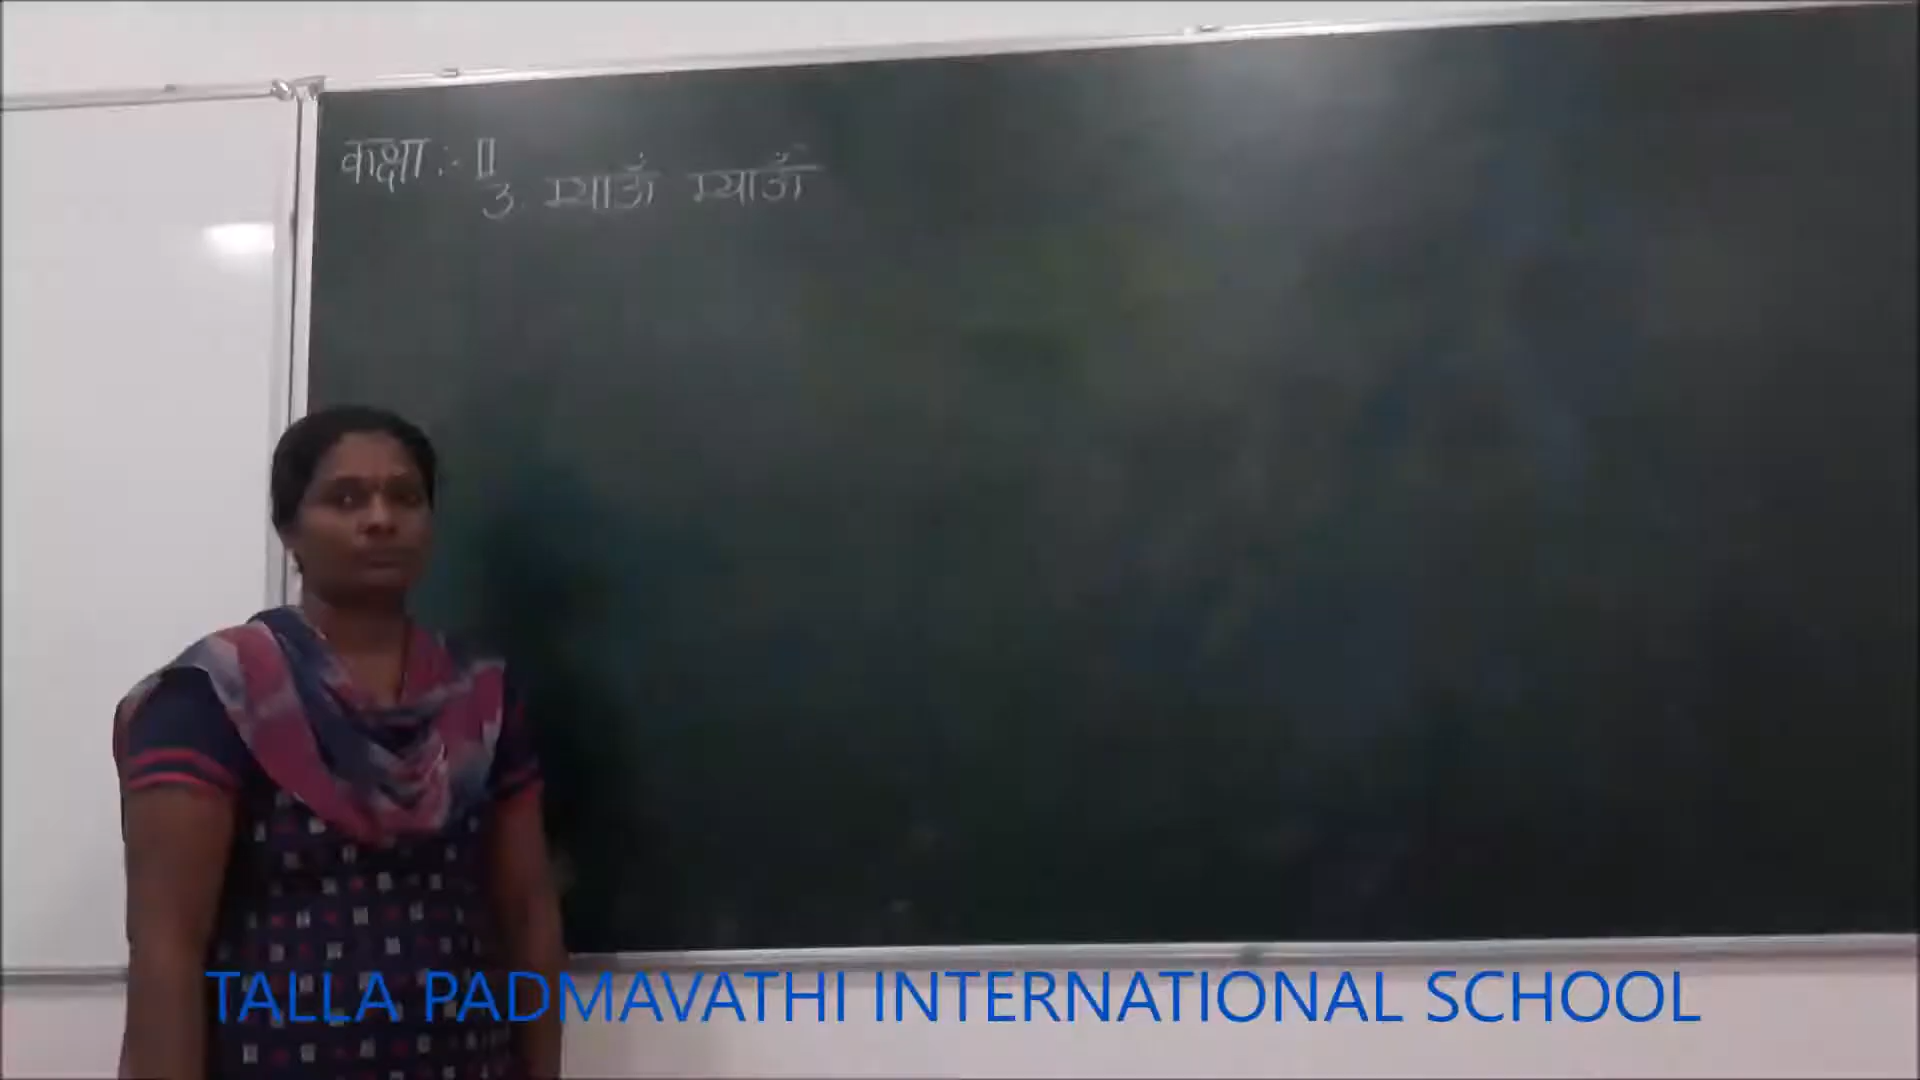 कक्षा :- II
3. म्याऊँ म्याऊँ
TALLA PADMAVATHI INTERNATIONAL SCHOOL